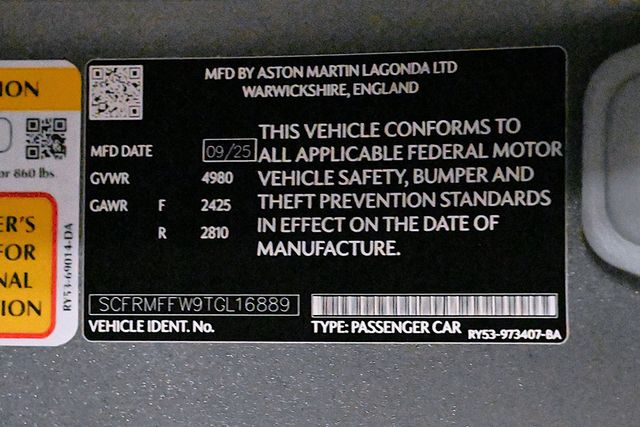 ION
or 860 lbs.
ER'S
FOR
NAL
TION
RY53-69014-DA
MFD BY ASTON MARTIN LAGONDA LTD
WARWICKSHIRE, ENGLAND
MFD DATE 09/25
GVWR 4980
GAWR F 2425
R 2810
THIS VEHICLE CONFORMS TO
ALL APPLICABLE FEDERAL MOTOR
VEHICLE SAFETY, BUMPER AND
THEFT PREVENTION STANDARDS
IN EFFECT ON THE DATE OF
MANUFACTURE.
SCFRMFFW9TGL16889
VEHICLE IDENT. No.
TYPE: PASSENGER CAR
RY53-973407-BA